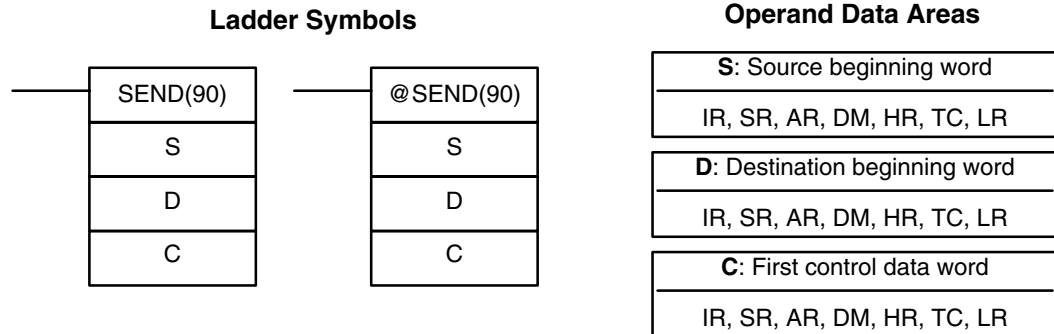 Ladder Symbols
SEND(90)
S
D
C
@SEND(90)
S
D
C
Operand Data Areas
S: Source beginning word
IR, SR, AR, DM, HR, TC, LR
D: Destination beginning word
IR, SR, AR, DM, HR, TC, LR
C: First control data word
IR, SR, AR, DM, HR, TC, LR